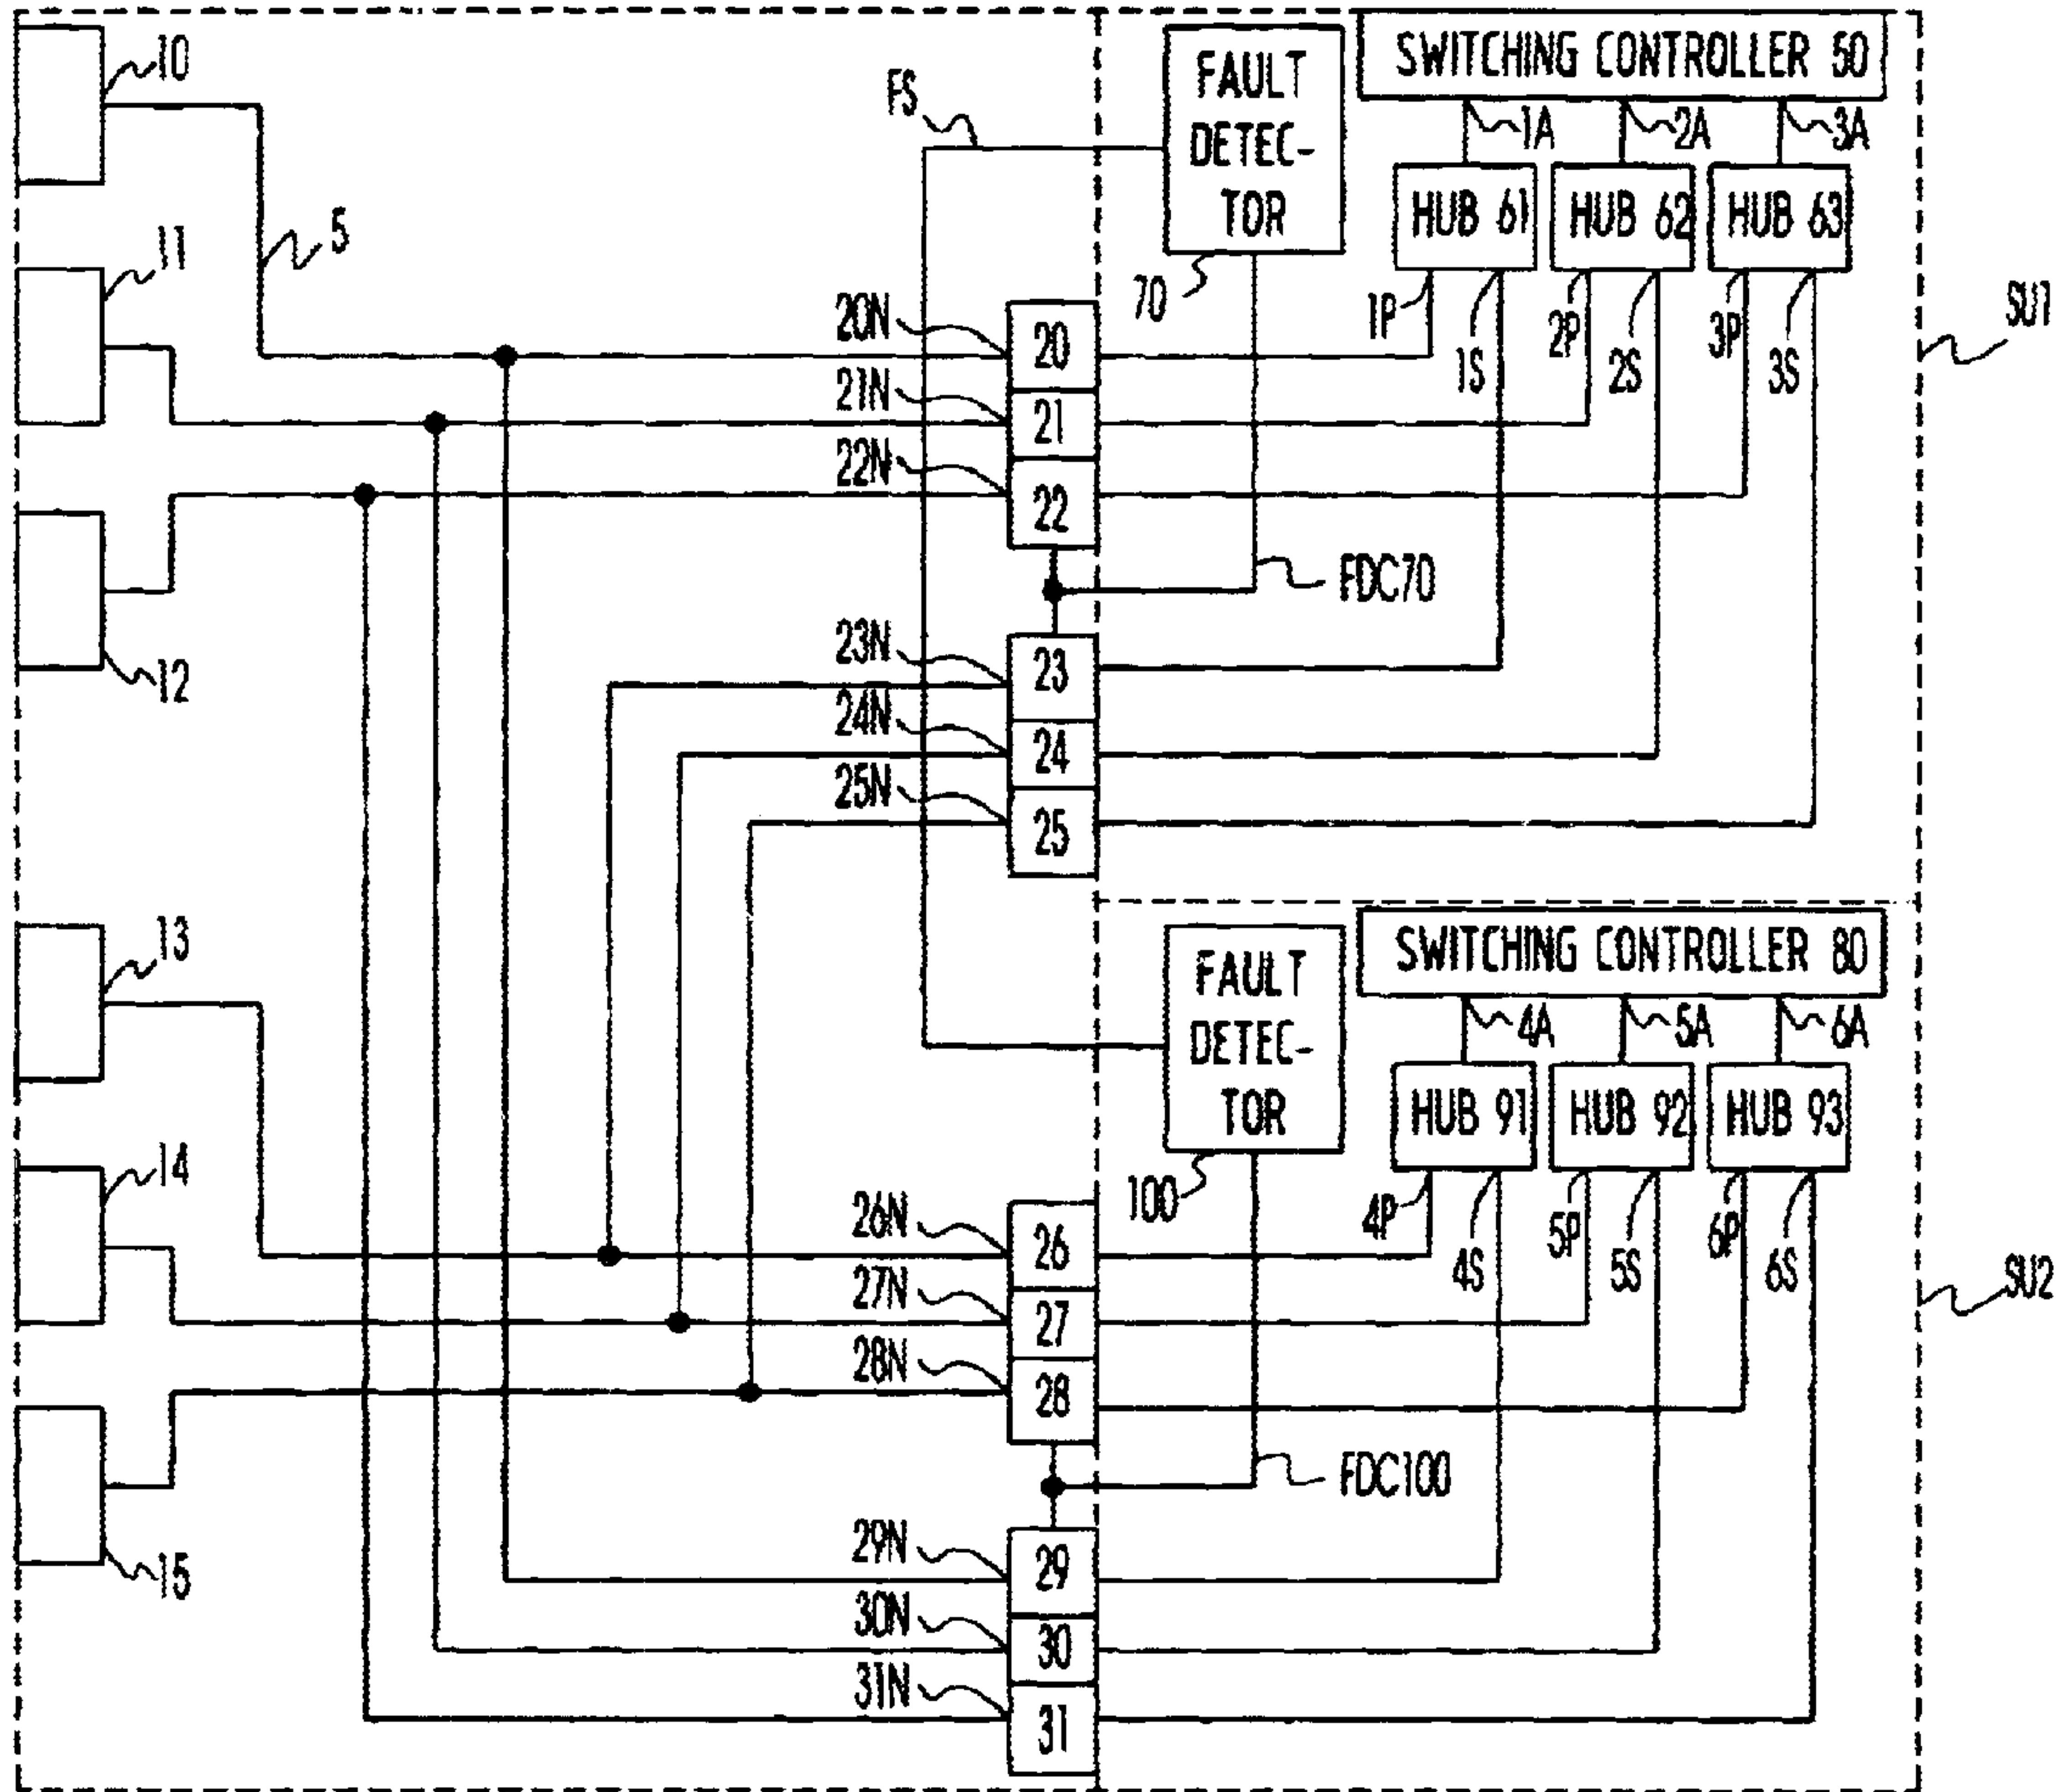 10
5
11
12
13
14
15
FS
20N
21N
22N
23N
24N
25N
26N
27N
28N
29N
30N
31N
20
21
22
23
24
25
26
27
28
29
30
31
FAULT
DETEC-
TOR
70
FDC70
SWITCHING CONTROLLER 50
1A
2A
3A
HUB 61
HUB 62
HUB 63
1P
1S
2P
2S
3P
3S
SU1
FAULT
DETEC-
TOR
100
FDC100
SWITCHING CONTROLLER 80
4A
5A
6A
HUB 91
HUB 92
HUB 93
4P
4S
5P
5S
6P
6S
SU2